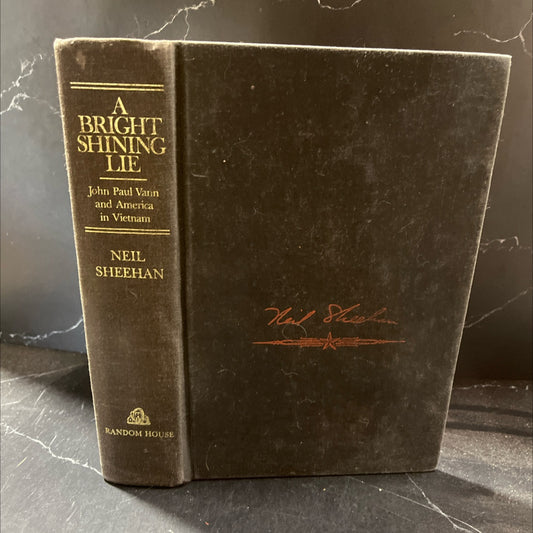 A
BRIGHT
SHINING
LIE
John Paul Vann
and America
in Vietnam
NEIL
SHEEHAN
RANDOM HOUSE
Neil Sheehan